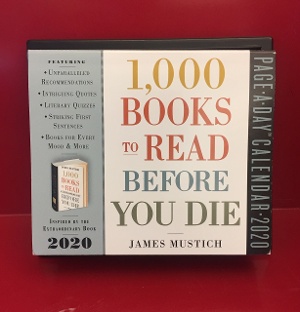 FEATURING
• UNPARALLELED
RECOMMENDATIONS
• INTRIGUING QUOTES
• LITERARY QUIZZES
• STRIKING FIRST
SENTENCES
• BOOKS FOR EVERY
MOOD & MORE
1,000
BOOKS
TO READ
BEFORE
YOU DIE
INSPIRED BY THE
EXTRAORDINARY BOOK
2020
1,000
BOOKS
TO READ
BEFORE
YOU DIE
JAMES MUSTICH
PAGE-A-DAY CALENDAR • 2020